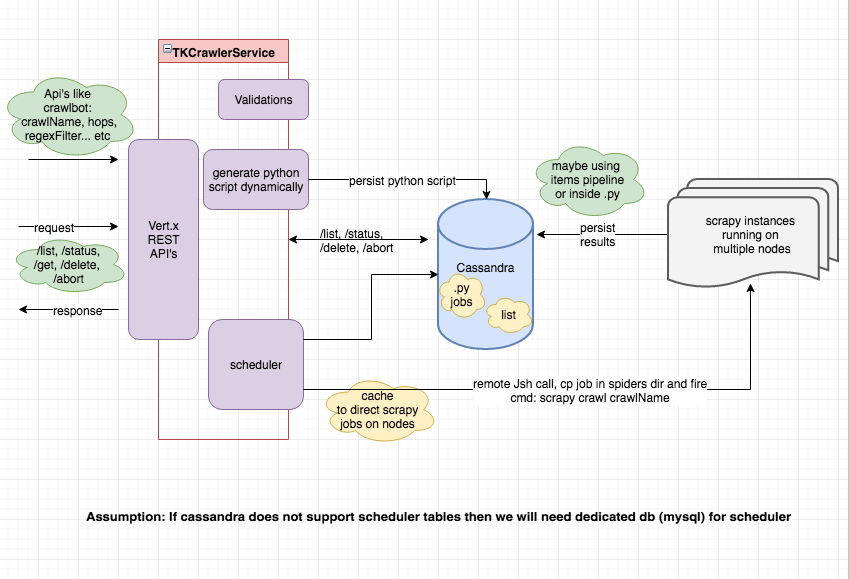 TKCrawlerService
Validations
Api's like
crawlbot:
crawlName, hops,
regexFilter... etc
generate python
script dynamically
persist python script
maybe using
items pipeline
or inside .py
scrapy instances
running on
multiple nodes
Vert.x
REST
API's
request
/list, /status,
/get, /delete,
/abort
response
/list, /status,
/delete, /abort
persist
results
Cassandra
.py
jobs
list
scheduler
cache
to direct scrapy
jobs on nodes
remote Jsh call, cp job in spiders dir and fire
cmd: scrapy crawl crawlName
Assumption: If cassandra does not support scheduler tables then we will need dedicated db (mysql) for scheduler